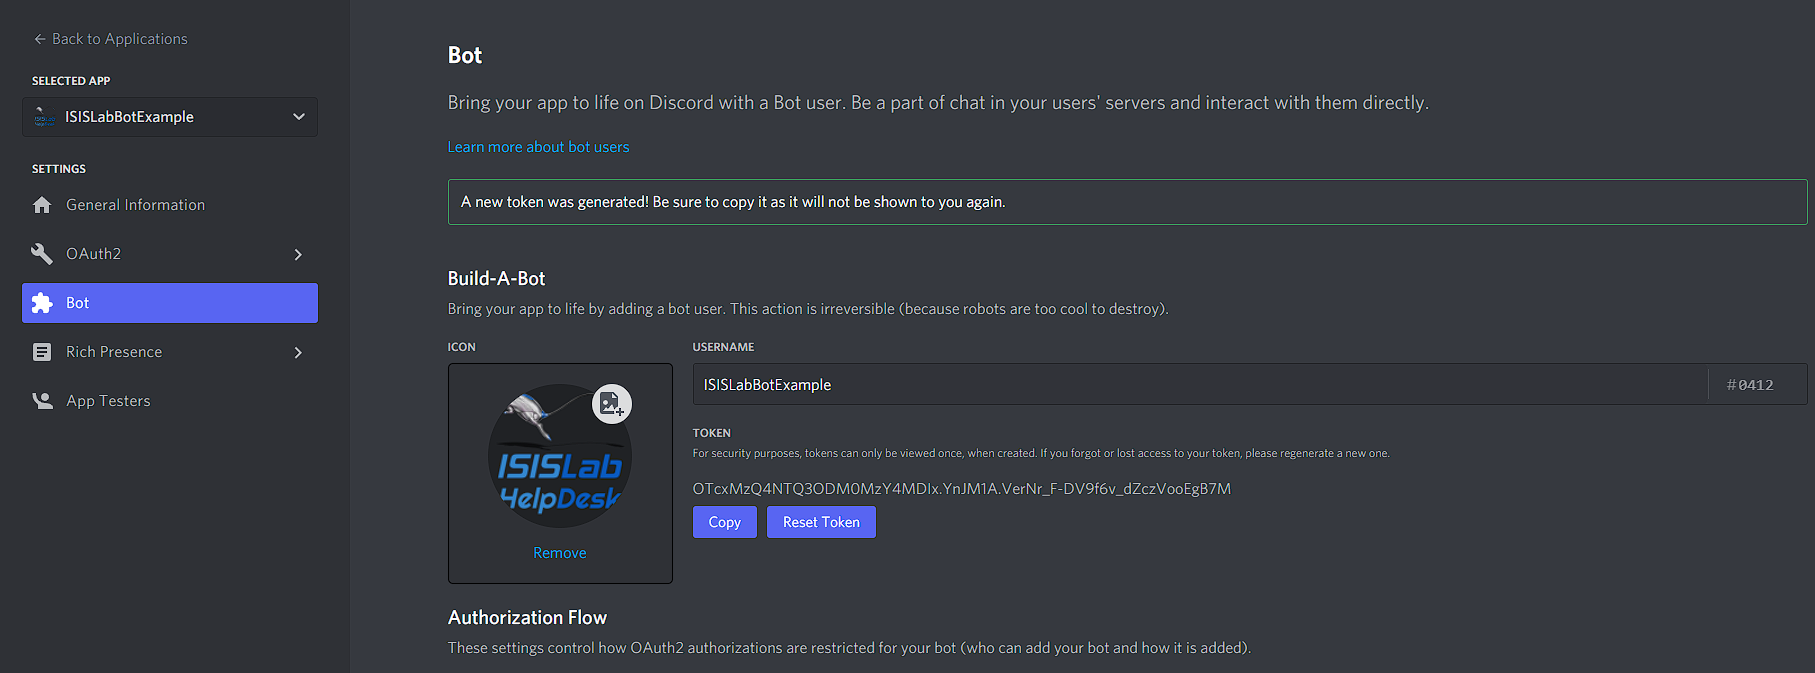 ← Back to Applications
SELECTED APP
ISISLabBotExample
SETTINGS
General Information
OAuth2
Bot
Rich Presence
App Testers
Bot
Bring your app to life on Discord with a Bot user. Be a part of chat in your users' servers and interact with them directly.
Learn more about bot users
A new token was generated! Be sure to copy it as it will not be shown to you again.
Build-A-Bot
Bring your app to life by adding a bot user. This action is irreversible (because robots are too cool to destroy).
ICON
ISISLab
HelpDesk
Remove
USERNAME
ISISLabBotExample #0412
TOKEN
For security purposes, tokens can only be viewed once, when created. If you forgot or lost access to your token, please regenerate a new one.
OTcxMzQ4NTQ3ODM0MzY4MDIx.YnJM1A.VerNr_F-DV9f6v_dZczVooEgB7M
Copy Reset Token
Authorization Flow
These settings control how OAuth2 authorizations are restricted for your bot (who can add your bot and how it is added).